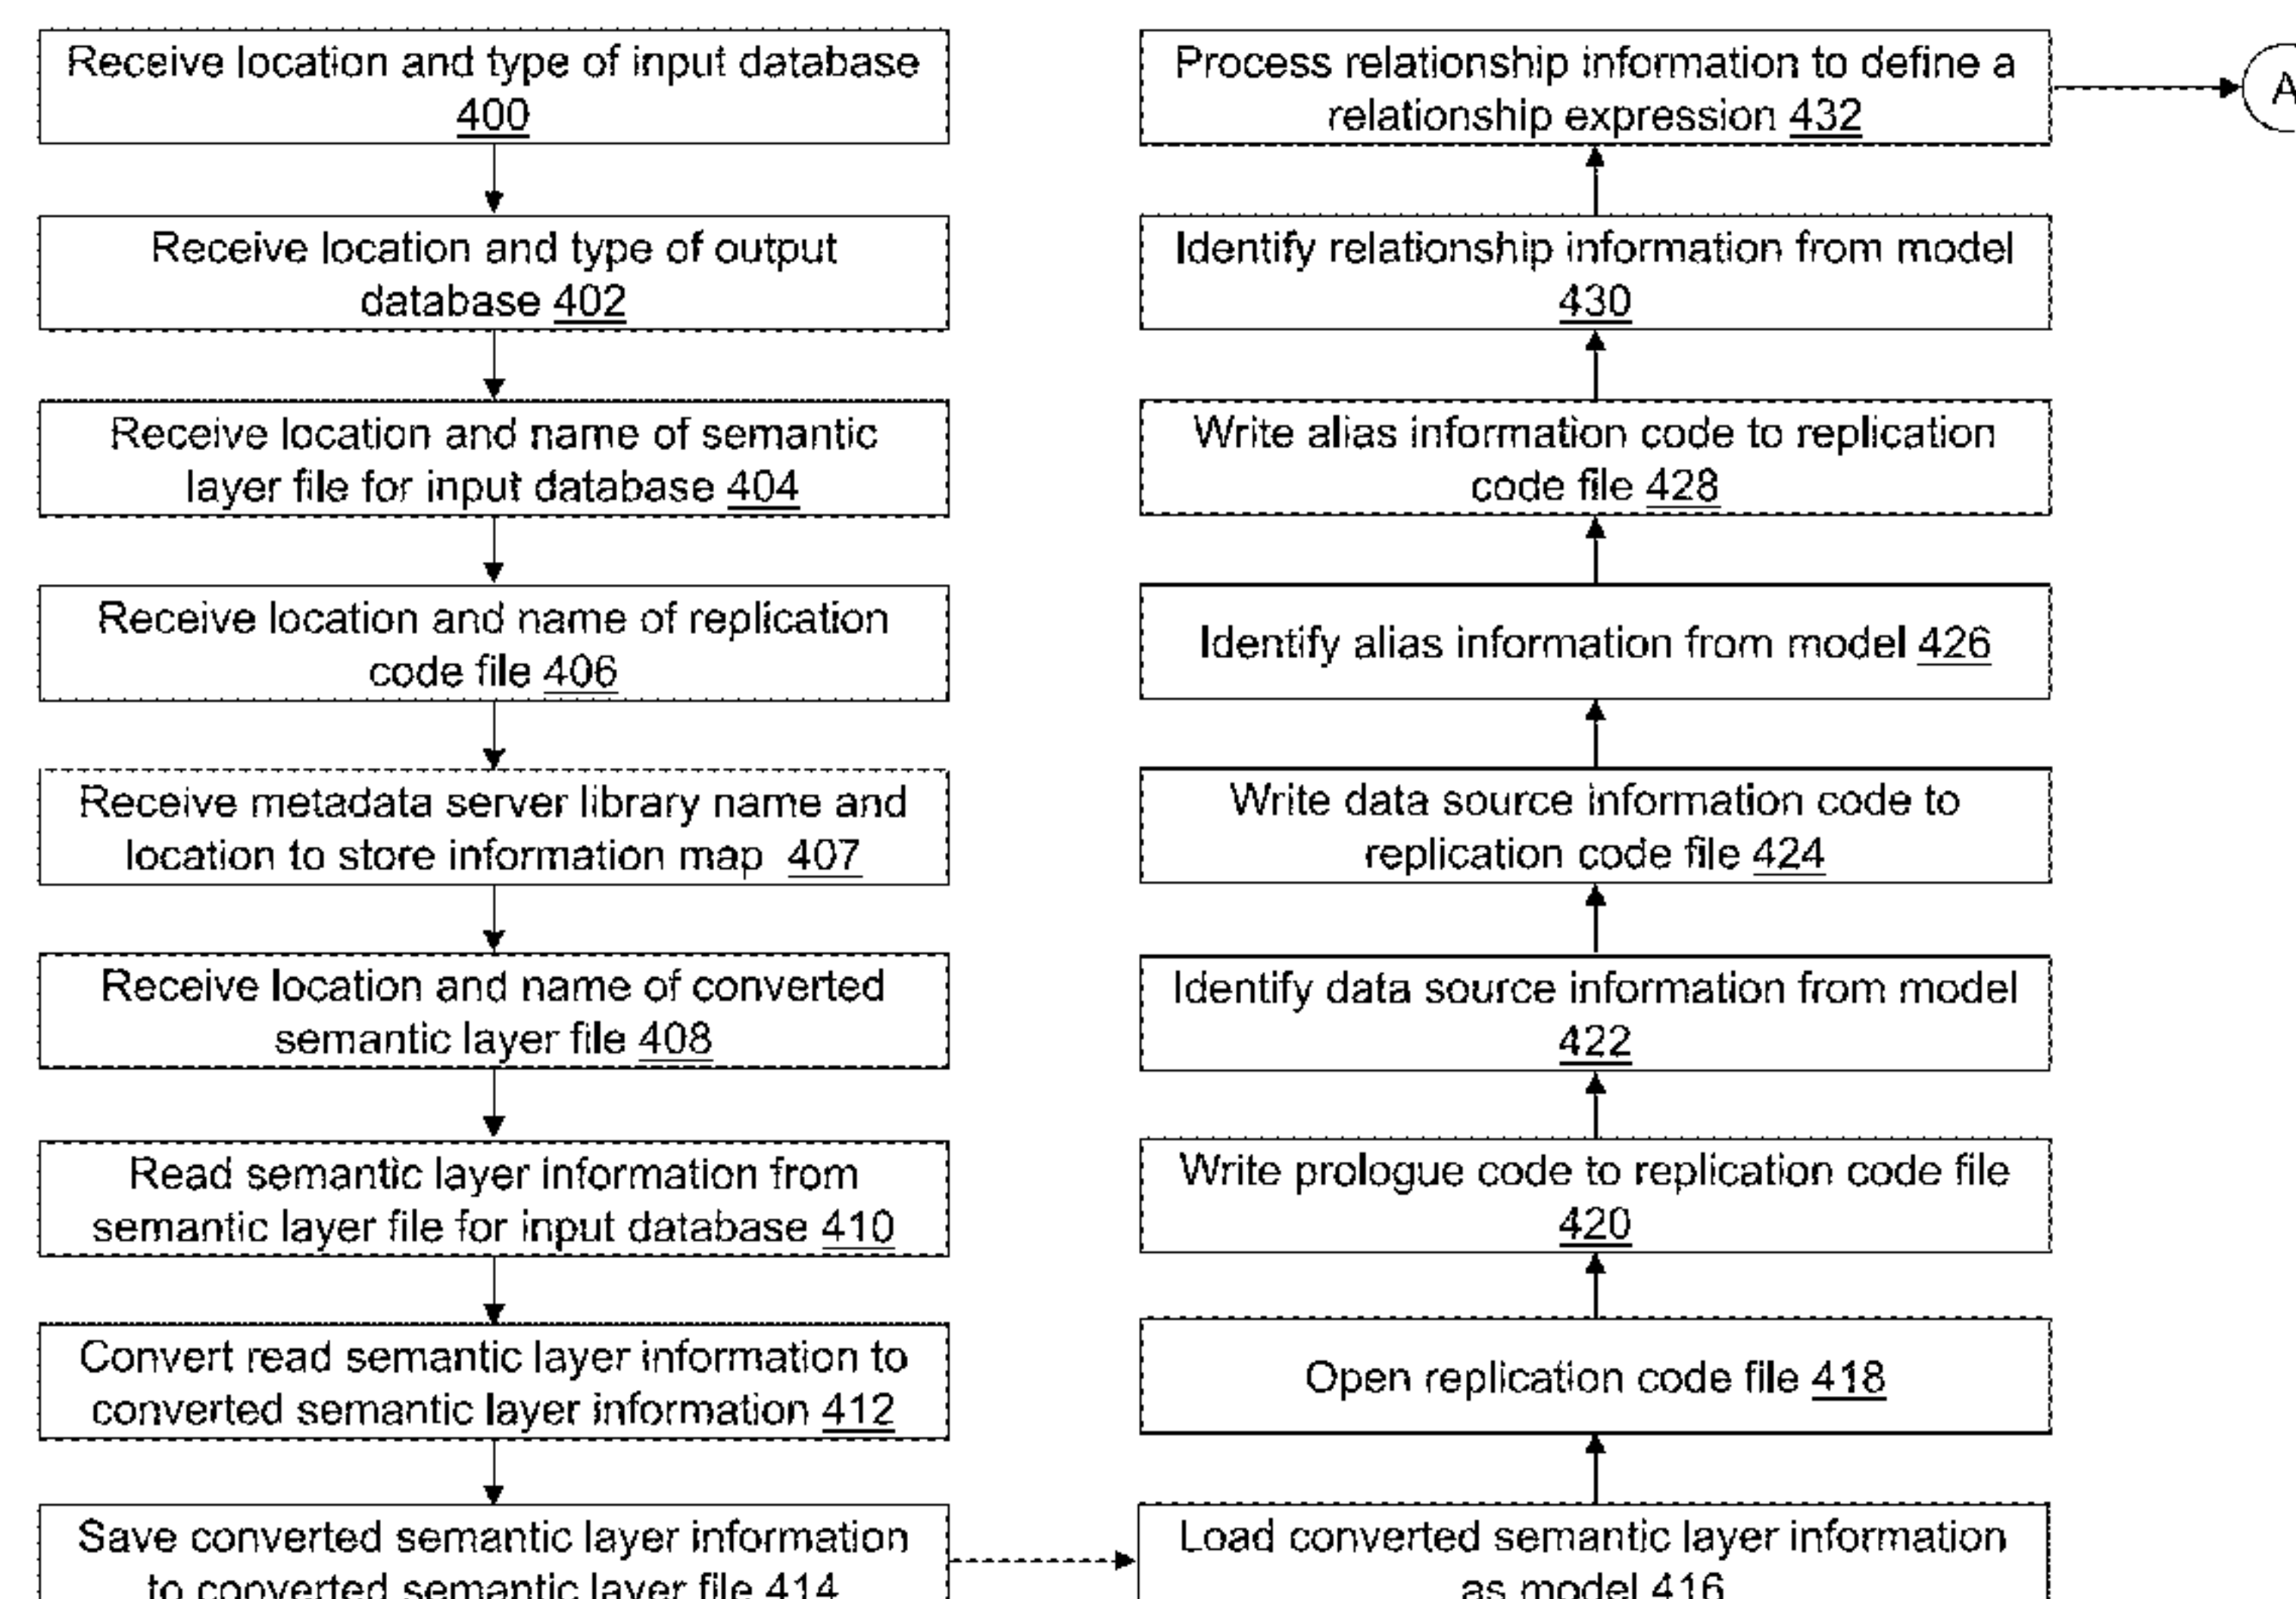 Receive location and type of input database
400
Receive location and type of output
database 402
Receive location and name of semantic
layer file for input database 404
Receive location and name of replication
code file 406
Receive metadata server library name and
location to store information map 407
Receive location and name of converted
semantic layer file 408
Read semantic layer information from
semantic layer file for input database 410
Convert read semantic layer information to
converted semantic layer information 412
Save converted semantic layer information
to converted semantic layer file 414
Load converted semantic layer information
as model 416
Open replication code file 418
Write prologue code to replication code file
420
Identify data source information from model
422
Write data source information code to
replication code file 424
Identify alias information from model 426
Write alias information code to replication
code file 428
Identify relationship information from model
430
Process relationship information to define a
relationship expression 432
A